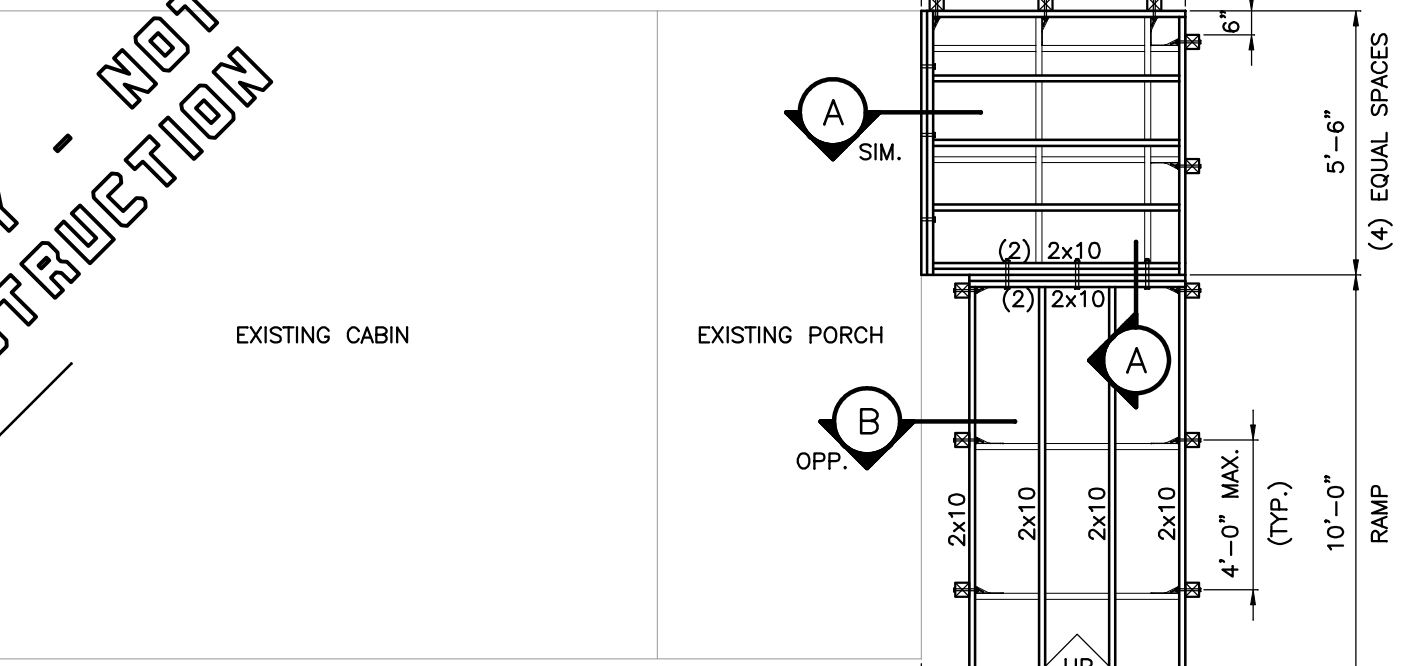 - NOT
STRUCTION
A
SIM.
6"
5'-6"
(4) EQUAL SPACES
(2) 2x10
(2) 2x10
EXISTING CABIN
EXISTING PORCH
A
B
OPP.
2x10
2x10
2x10
2x10
4'-0" MAX.
(TYP.)
10'-0"
RAMP
UP